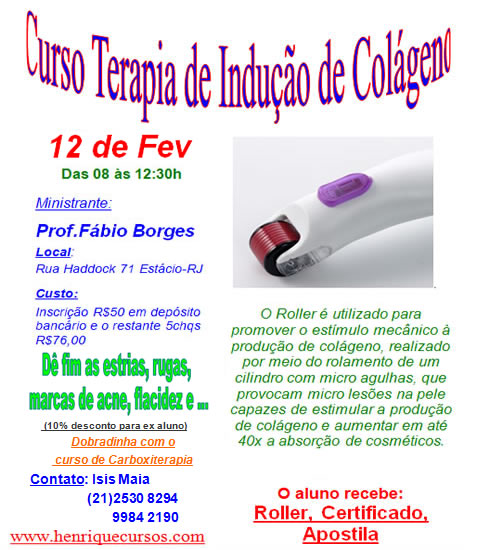 Curso Terapia de Indução de Colágeno
12 de Fev
Das 08 às 12:30h
Ministrante:
Prof.Fábio Borges
Local:
Rua Haddock 71 Estácio-RJ
Custo:
Inscrição R$50 em depósito
bancário e o restante 5chqs
R$76,00
Dê fim as estrias, rugas,
marcas de acne, flacidez e ...
(10% desconto para ex aluno)
Dobradinha com o
curso de Carboxiterapia
Contato: Isis Maia
(21)2530 8294
9984 2190
www.henriquecursos.com
O Roller é utilizado para
promover o estímulo mecânico à
produção de colágeno, realizado
por meio do rolamento de um
cilindro com micro agulhas, que
provocam micro lesões na pele
capazes de estimular a produção
de colágeno e aumentar em até
40x a absorção de cosméticos.
O aluno recebe:
Roller, Certificado,
Apostila